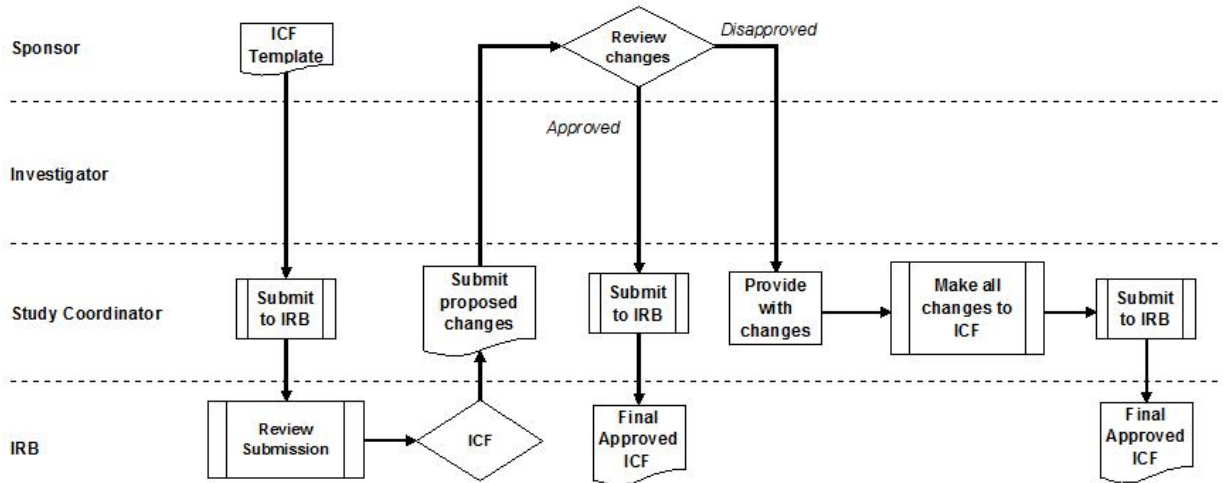 Sponsor
ICF
Template
Review
changes
Disapproved
Approved
Investigator
Study Coordinator
Submit
to IRB
Submit
proposed
changes
Submit
to IRB
Provide
with
changes
Make all
changes to
ICF
Submit
to IRB
IRB
Review
Submission
ICF
Final
Approved
ICF
Final
Approved
ICF